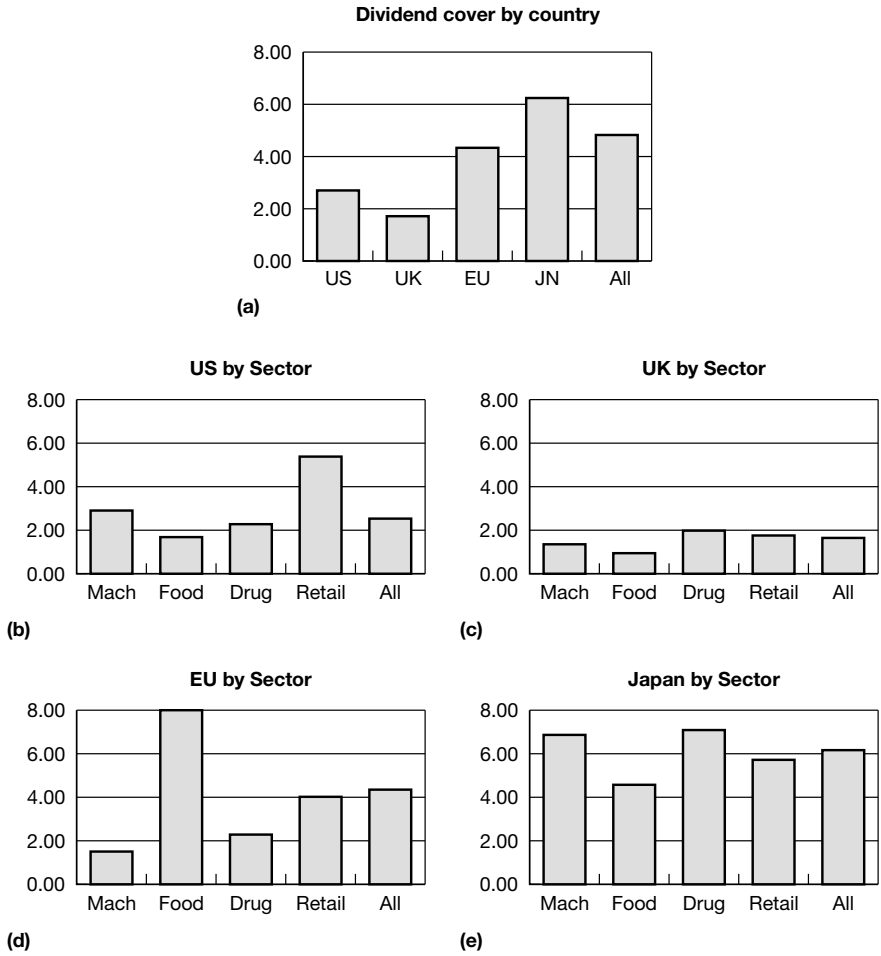 Dividend cover by country
8.00
6.00
4.00
2.00
0.00
US UK EU JN All
(a)
US by Sector
8.00
6.00
4.00
2.00
0.00
Mach Food Drug Retail All
(b)
UK by Sector
8.00
6.00
4.00
2.00
0.00
Mach Food Drug Retail All
(c)
EU by Sector
8.00
6.00
4.00
2.00
0.00
Mach Food Drug Retail All
(d)
Japan by Sector
8.00
6.00
4.00
2.00
0.00
Mach Food Drug Retail All
(e)